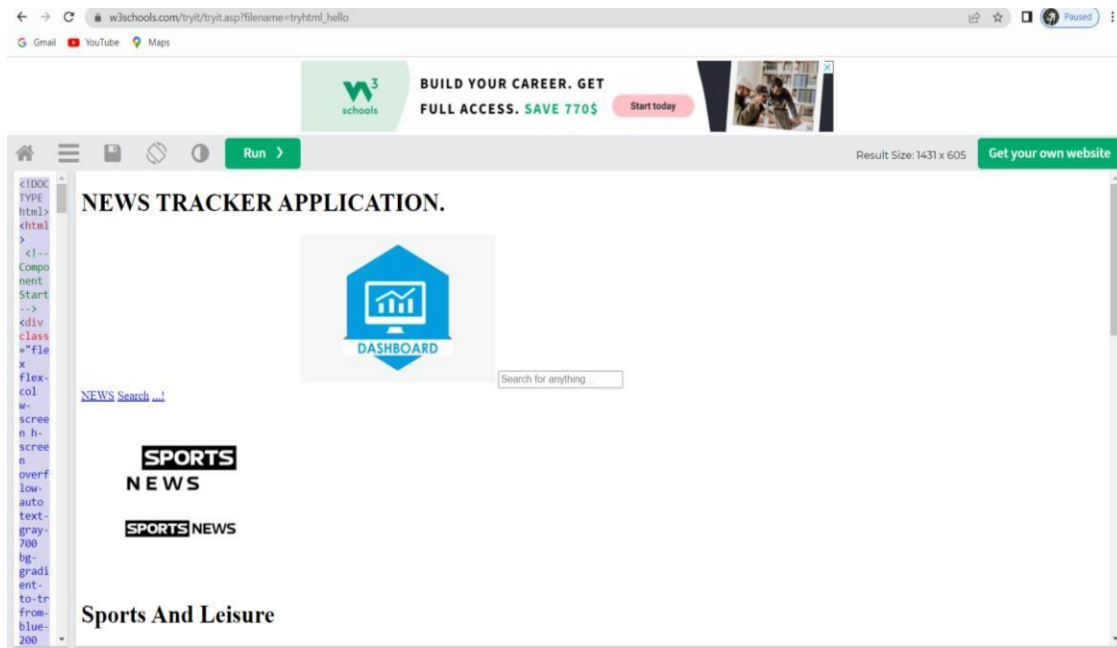 w3schools.com/tryit/tryit.asp?filename=tryhtml_hello
Paused
Gmail YouTube Maps
3
schools
BUILD YOUR CAREER. GET
FULL ACCESS. SAVE 770$
Start today
Run ❯
Result Size: 1431 x 605
Get your own website
<!DOC
TYPE
html>
<html
>
<!--
Compo
nent
Start
-->
<div
class
="fle
x
flex-
col
w-
scree
n h-
scree
n
overf
low-
auto
text-
gray-
700
bg-
gradi
ent-
to-tr
from-
blue-
200
NEWS TRACKER APPLICATION.
DASHBOARD
Search for anything...
NEWS Search ...!
SPORTS
NEWS
SPORTS NEWS
Sports And Leisure